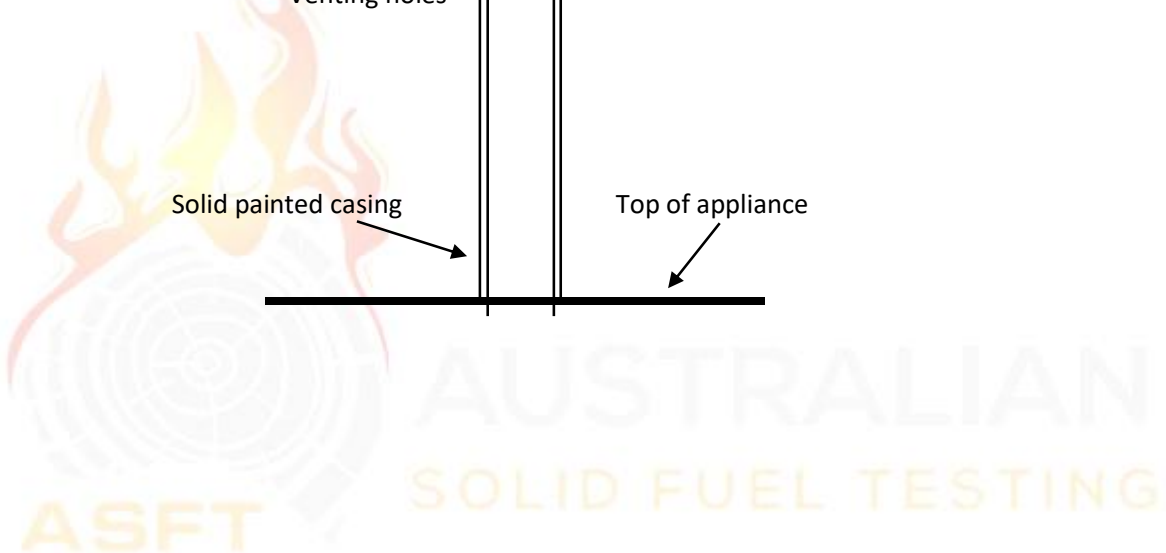 Venting holes
Solid painted casing
Top of appliance
AUSTRALIAN
SOLID FUEL TESTING
ASFT